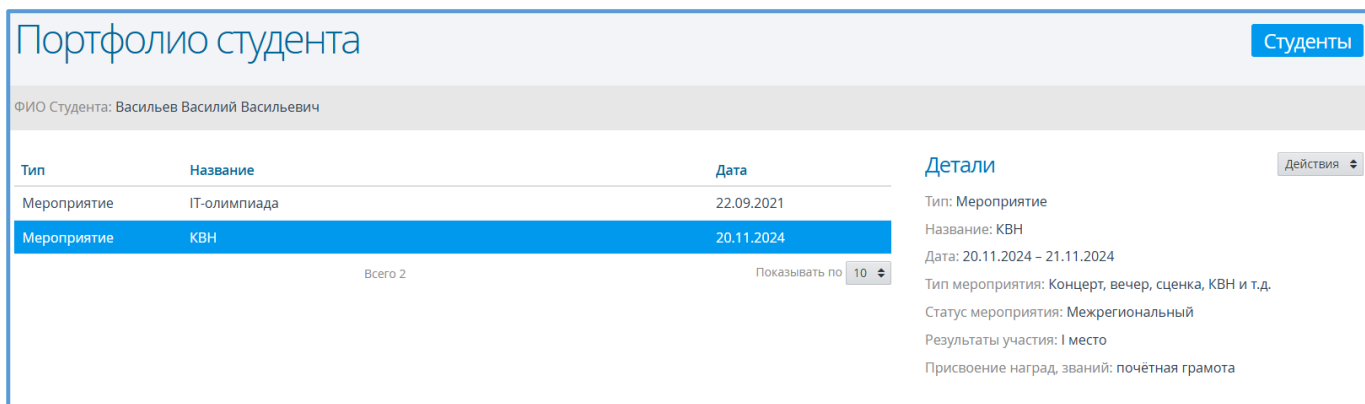 Портфолио студента
Студенты
ФИО Студента: Васильев Василий Васильевич
Тип Название Дата
Мероприятие IT-олимпиада 22.09.2021
Мероприятие КВН 20.11.2024
Всего 2
Показывать по 10
Детали
Действия
Тип: Мероприятие
Название: КВН
Дата: 20.11.2024 – 21.11.2024
Тип мероприятия: Концерт, вечер, сценка, КВН и т.д.
Статус мероприятия: Межрегиональный
Результаты участия: I место
Присвоение наград, званий: почётная грамота